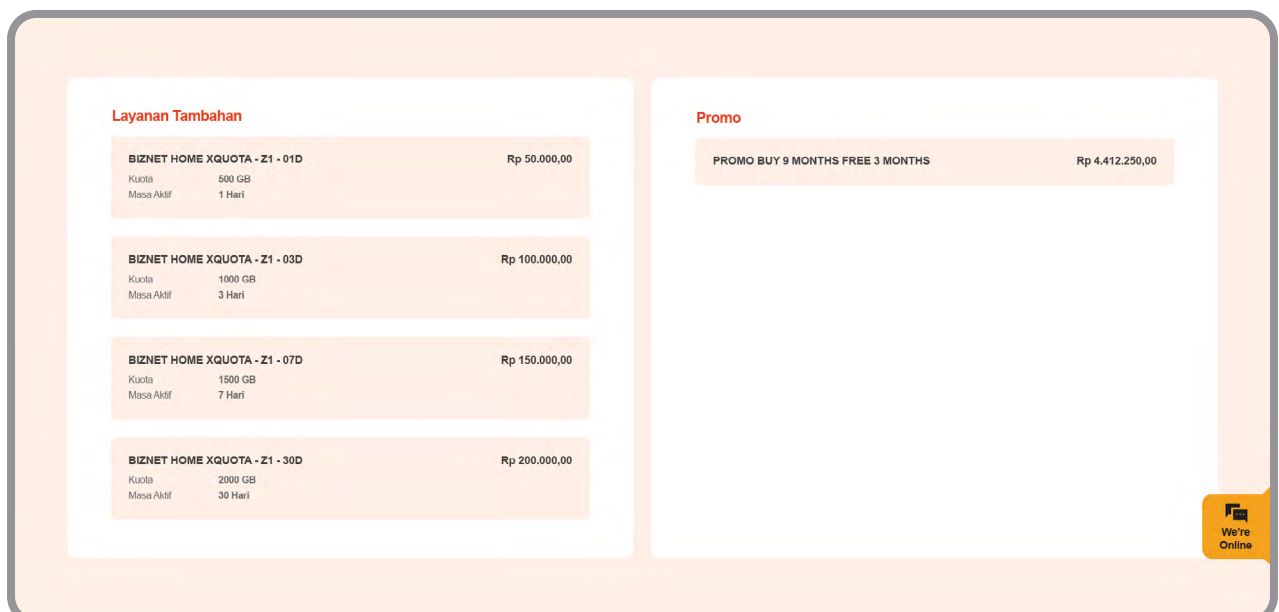 Layanan Tambahan
BIZNET HOME XQUOTA - Z1 - 01D Rp 50.000,00
Kuota 500 GB
Masa Aktif 1 Hari
BIZNET HOME XQUOTA - Z1 - 03D Rp 100.000,00
Kuota 1000 GB
Masa Aktif 3 Hari
BIZNET HOME XQUOTA - Z1 - 07D Rp 150.000,00
Kuota 1500 GB
Masa Aktif 7 Hari
BIZNET HOME XQUOTA - Z1 - 30D Rp 200.000,00
Kuota 2000 GB
Masa Aktif 30 Hari
Promo
PROMO BUY 9 MONTHS FREE 3 MONTHS Rp 4.412.250,00
We're
Online